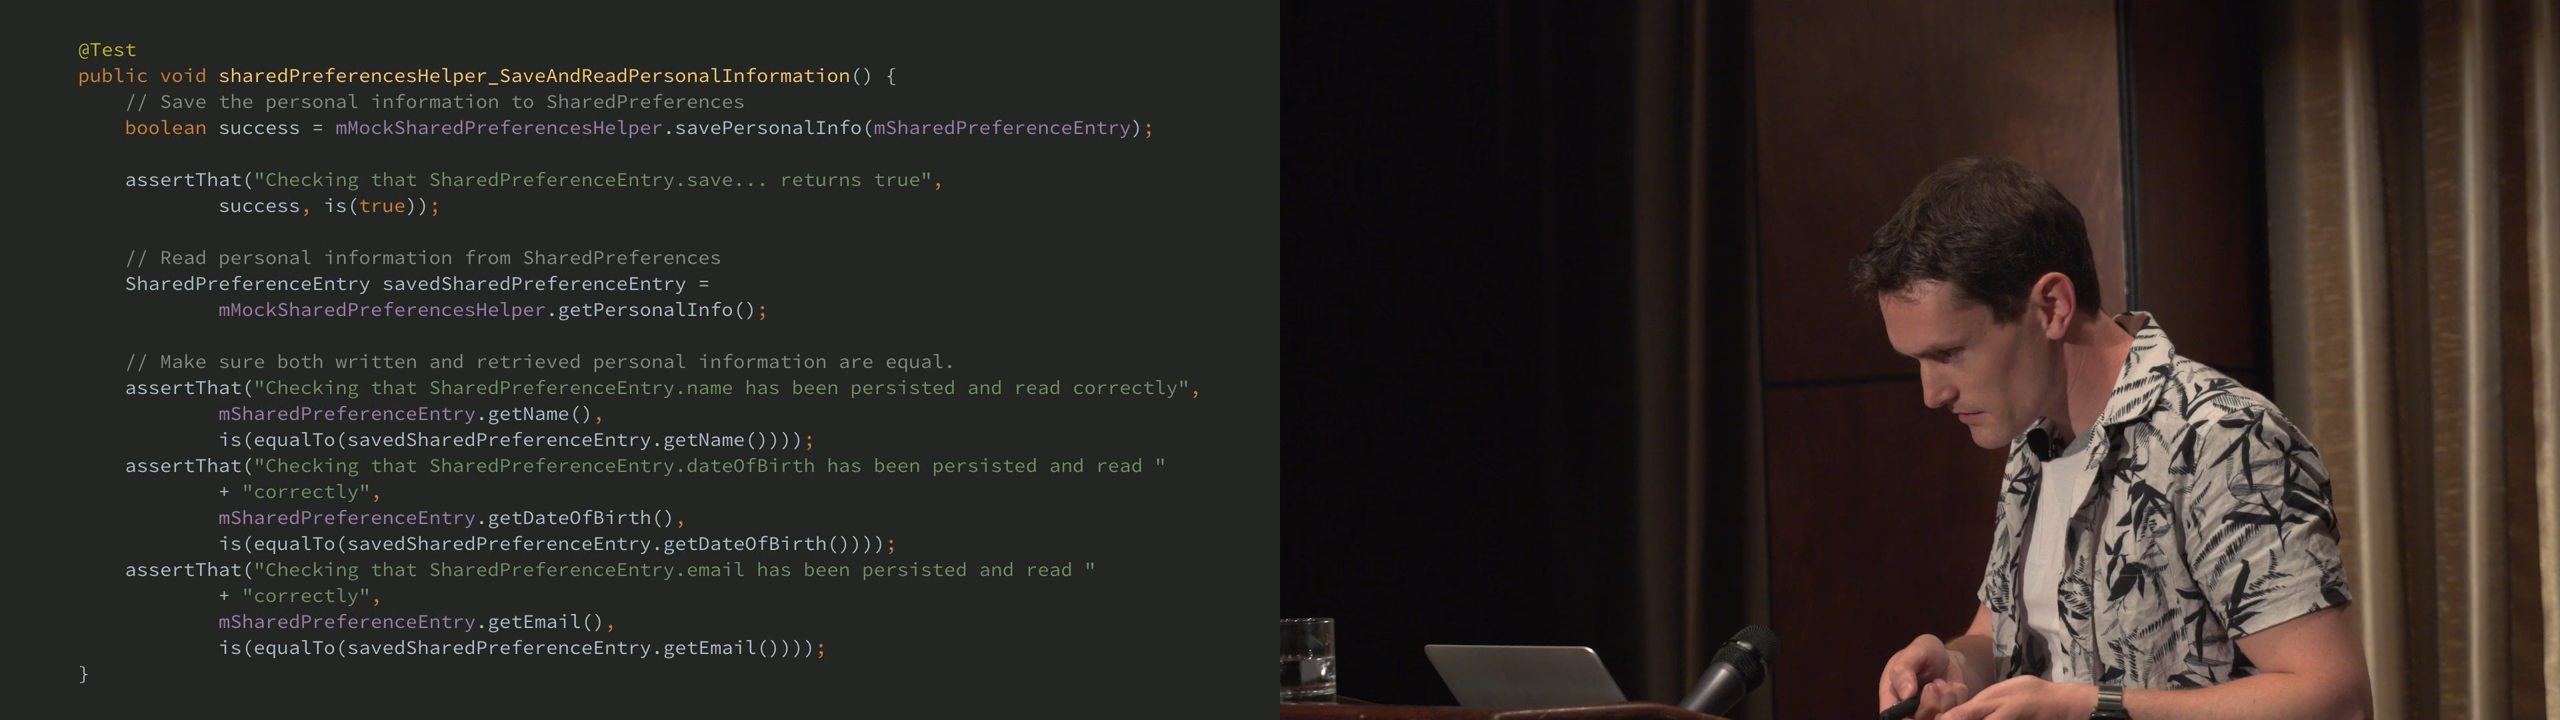 @Test
public void sharedPreferencesHelper_SaveAndReadPersonalInformation() {
// Save the personal information to SharedPreferences
boolean success = mMockSharedPreferencesHelper.savePersonalInfo(mSharedPreferenceEntry);
assertThat("Checking that SharedPreferenceEntry.save... returns true",
success, is(true));
// Read personal information from SharedPreferences
SharedPreferenceEntry savedSharedPreferenceEntry =
mMockSharedPreferencesHelper.getPersonalInfo();
// Make sure both written and retrieved personal information are equal.
assertThat("Checking that SharedPreferenceEntry.name has been persisted and read correctly",
mSharedPreferenceEntry.getName(),
is(equalTo(savedSharedPreferenceEntry.getName())));
assertThat("Checking that SharedPreferenceEntry.dateOfBirth has been persisted and read "
+ "correctly",
mSharedPreferenceEntry.getDateOfBirth(),
is(equalTo(savedSharedPreferenceEntry.getDateOfBirth())));
assertThat("Checking that SharedPreferenceEntry.email has been persisted and read "
+ "correctly",
mSharedPreferenceEntry.getEmail(),
is(equalTo(savedSharedPreferenceEntry.getEmail())));
}